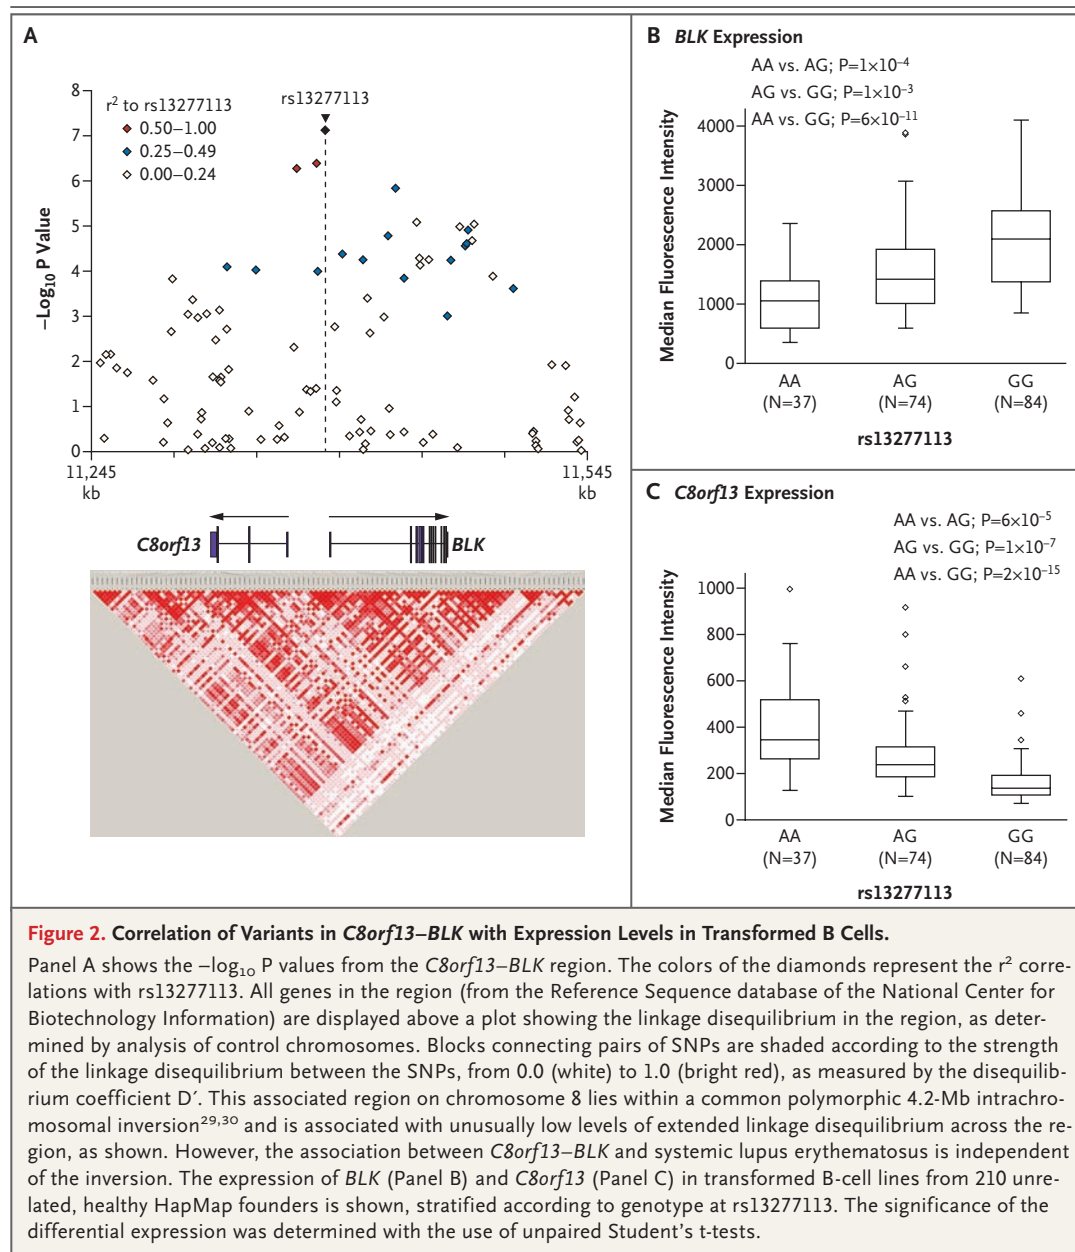 A
r² to rs13277113
0.50–1.00
0.25–0.49
0.00–0.24
rs13277113
8
7
6
5
4
3
2
1
0
−Log₁₀ P Value
11,245
kb
11,545
kb
C8orf13
BLK
B BLK Expression
AA vs. AG; P=1×10⁻⁴
AG vs. GG; P=1×10⁻³
AA vs. GG; P=6×10⁻¹¹
Median Fluorescence Intensity
4000
3000
2000
1000
0
AA AG GG
(N=37) (N=74) (N=84)
rs13277113
C C8orf13 Expression
AA vs. AG; P=6×10⁻⁵
AG vs. GG; P=1×10⁻⁷
AA vs. GG; P=2×10⁻¹⁵
Median Fluorescence Intensity
1000
800
600
400
200
0
AA AG GG
(N=37) (N=74) (N=84)
rs13277113
Figure 2. Correlation of Variants in C8orf13–BLK with Expression Levels in Transformed B Cells.
Panel A shows the −log₁₀ P values from the C8orf13–BLK region. The colors of the diamonds represent the r² corre-
lations with rs13277113. All genes in the region (from the Reference Sequence database of the National Center for
Biotechnology Information) are displayed above a plot showing the linkage disequilibrium in the region, as deter-
mined by analysis of control chromosomes. Blocks connecting pairs of SNPs are shaded according to the strength
of the linkage disequilibrium between the SNPs, from 0.0 (white) to 1.0 (bright red), as measured by the disequilib-
rium coefficient D′. This associated region on chromosome 8 lies within a common polymorphic 4.2-Mb intrachro-
mosomal inversion²⁹,³⁰ and is associated with unusually low levels of extended linkage disequilibrium across the re-
gion, as shown. However, the association between C8orf13–BLK and systemic lupus erythematosus is independent
of the inversion. The expression of BLK (Panel B) and C8orf13 (Panel C) in transformed B-cell lines from 210 unre-
lated, healthy HapMap founders is shown, stratified according to genotype at rs13277113. The significance of the
differential expression was determined with the use of unpaired Student's t-tests.